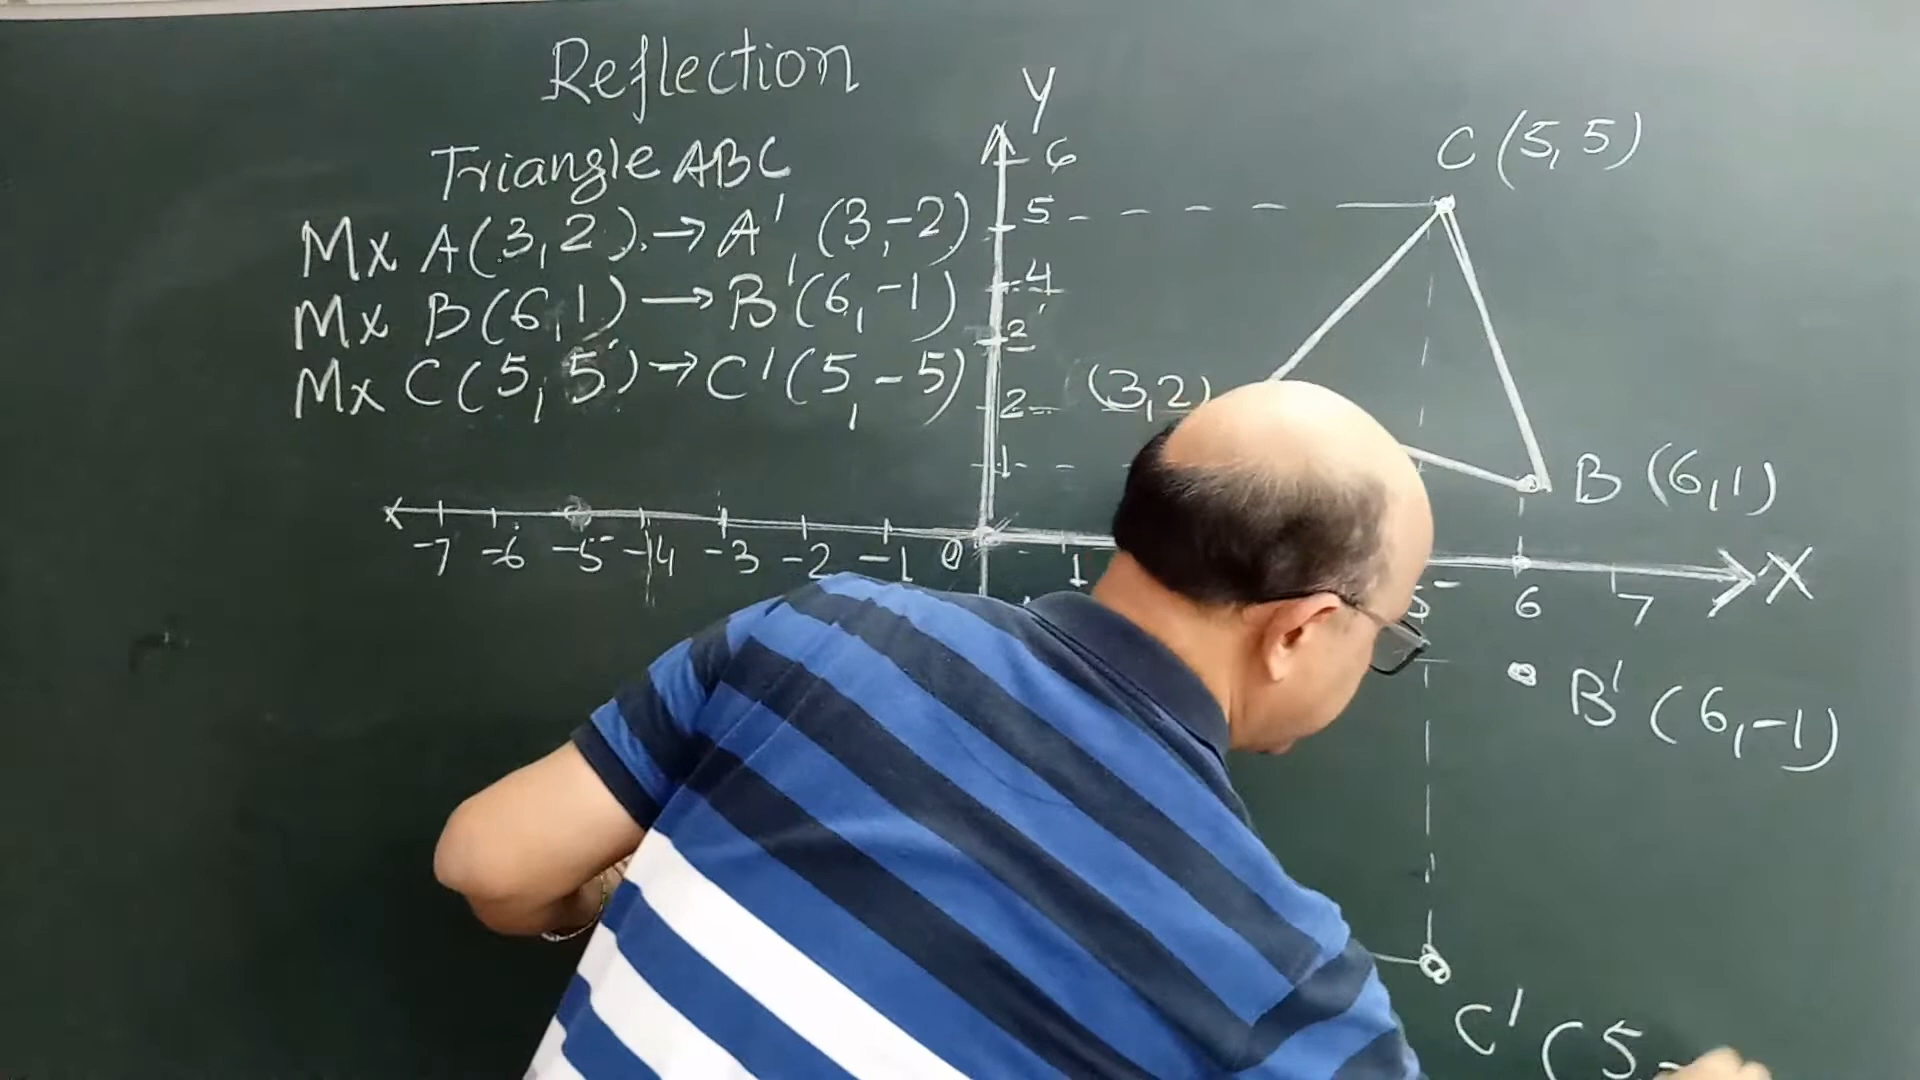 Reflection
Triangle ABC
Mx A(3,2) → A' (3,-2)
Mx B(6,1) → B'(6,-1)
Mx C(5,5) → C'(5,-5)
Y
6
5
4
2
1
C (5,5)
(3,2)
B (6,1)
-7 -6 -5 -4 -3 -2 -1 0 1 5 6 7 X
B' (6,-1)
C' (5-